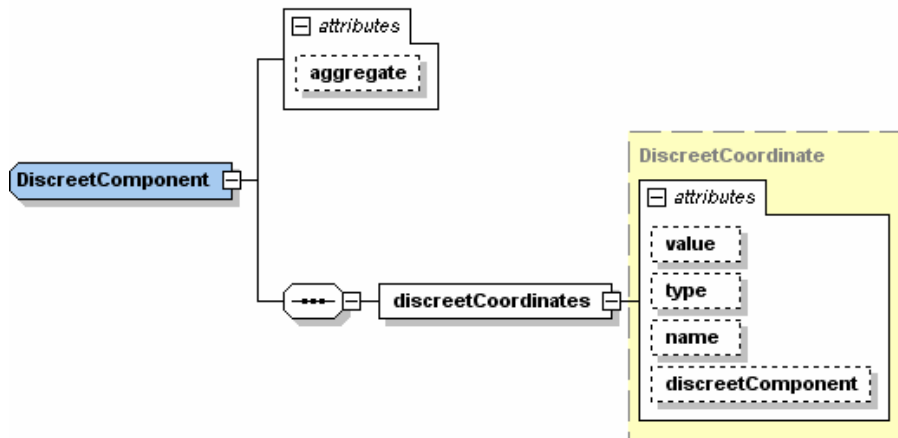 attributes
aggregate
DiscreetComponent
DiscreetCoordinate
attributes
value
type
name
discreetComponent
discreetCoordinates